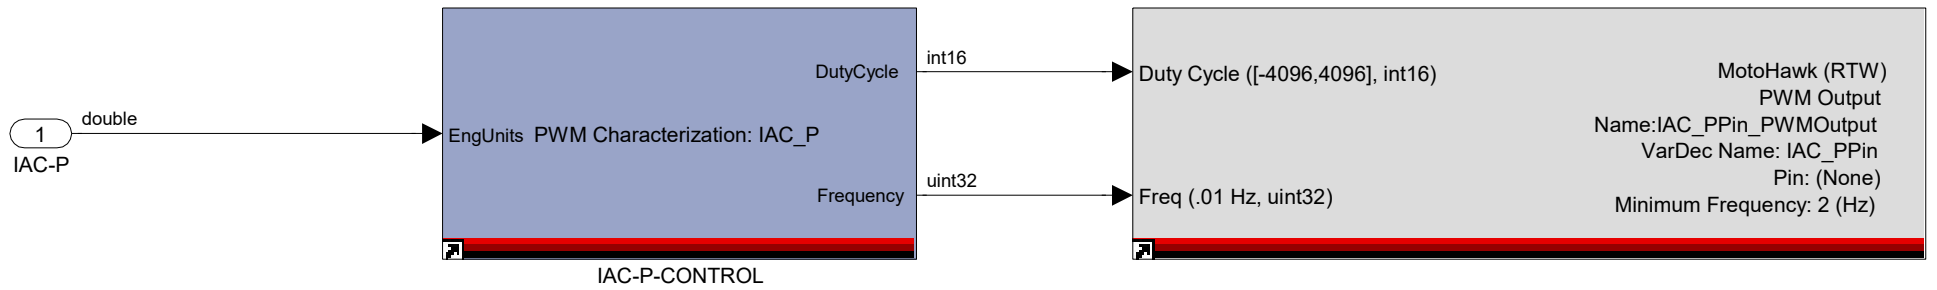 1
IAC-P
double
EngUnits
PWM Characterization: IAC_P
DutyCycle
Frequency
IAC-P-CONTROL
int16
uint32
Duty Cycle ([-4096,4096], int16)
Freq (.01 Hz, uint32)
MotoHawk (RTW)
PWM Output
Name:IAC_PPin_PWMOutput
VarDec Name: IAC_PPin
Pin: (None)
Minimum Frequency: 2 (Hz)